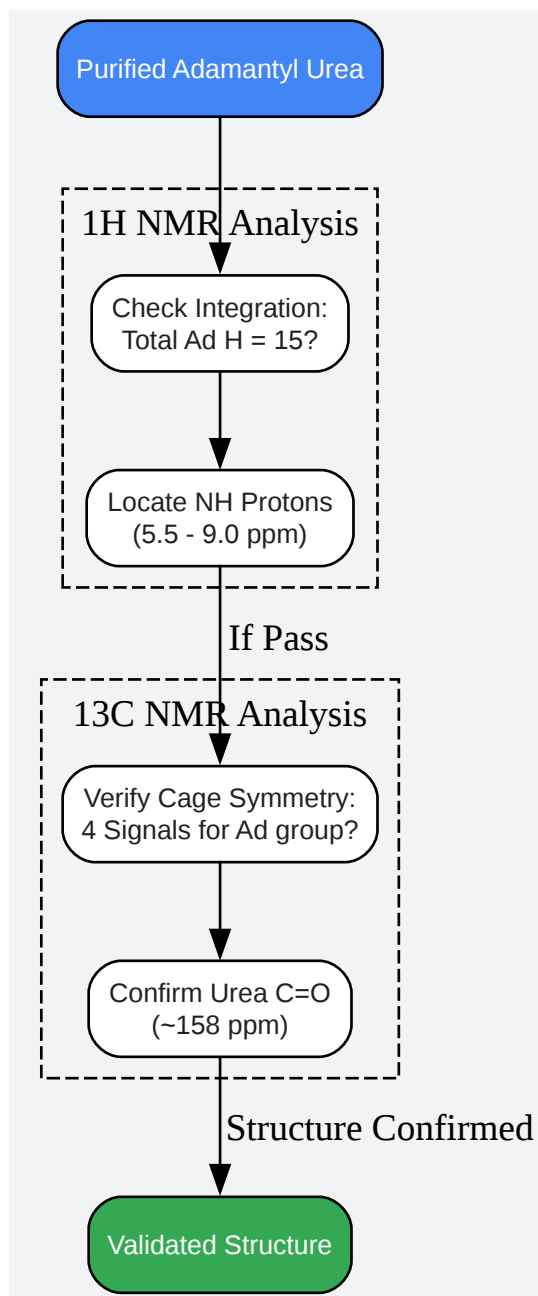 Purified Adamantyl Urea
1H NMR Analysis
Check Integration:
Total Ad H = 15?
Locate NH Protons
(5.5 - 9.0 ppm)
If Pass
13C NMR Analysis
Verify Cage Symmetry:
4 Signals for Ad group?
Confirm Urea C=O
(~158 ppm)
Structure Confirmed
Validated Structure